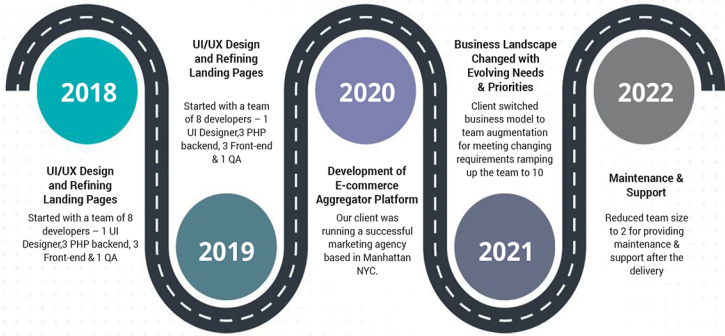 2018
UI/UX Design
and Refining
Landing Pages
Started with a team of 8
developers – 1 UI
Designer,3 PHP backend, 3
Front-end & 1 QA
UI/UX Design
and Refining
Landing Pages
Started with a team
of 8 developers – 1
UI Designer,3 PHP
backend, 3 Front-end
& 1 QA
2019
2020
Development of
E-commerce
Aggregator Platform
Our client was
running a successful
marketing agency
based in Manhattan
NYC.
Business Landscape
Changed with
Evolving Needs
& Priorities
Client switched
business model to
team augmentation
for meeting changing
requirements ramping
up the team to 10
2021
2022
Maintenance &
Support
Reduced team size
to 2 for providing
maintenance &
support after the
delivery